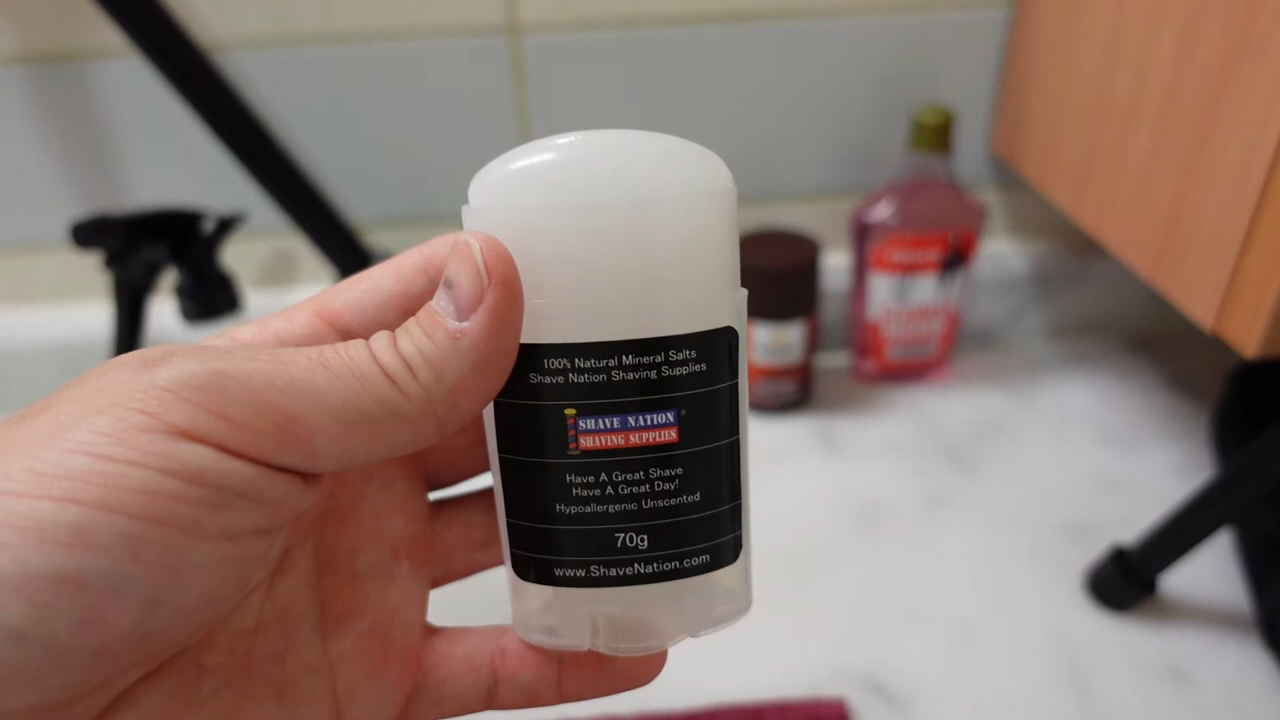 100% Natural Mineral Salts
Shave Nation Shaving Supplies
SHAVE NATION
SHAVING SUPPLIES
Have A Great Shave
Have A Great Day!
Hypoallergenic Unscented
70g
www.ShaveNation.com